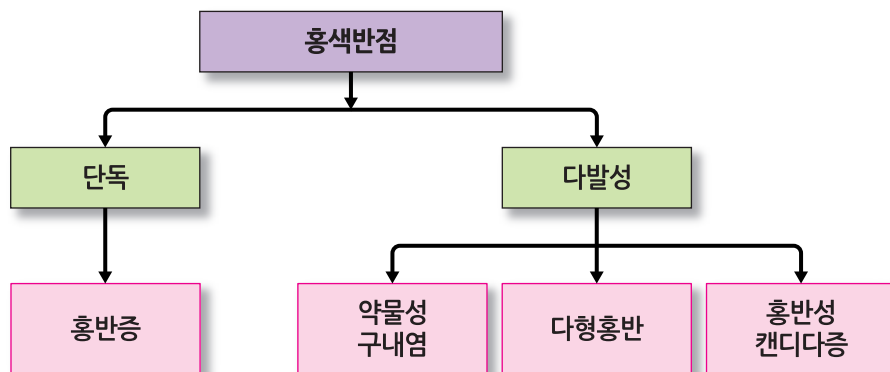 홍색반점
단독
다발성
홍반증
약물성
구내염
다형홍반
홍반성
캔디다증